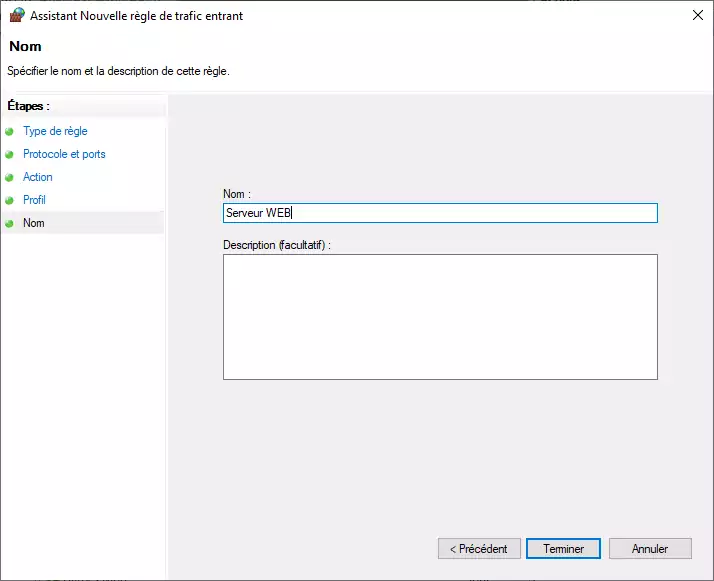 Assistant Nouvelle règle de trafic entrant
Nom
Spécifier le nom et la description de cette règle.
Étapes :
Type de règle
Protocole et ports
Action
Profil
Nom
Nom :
Serveur WEB
Description (facultatif) :
< Précédent
Terminer
Annuler